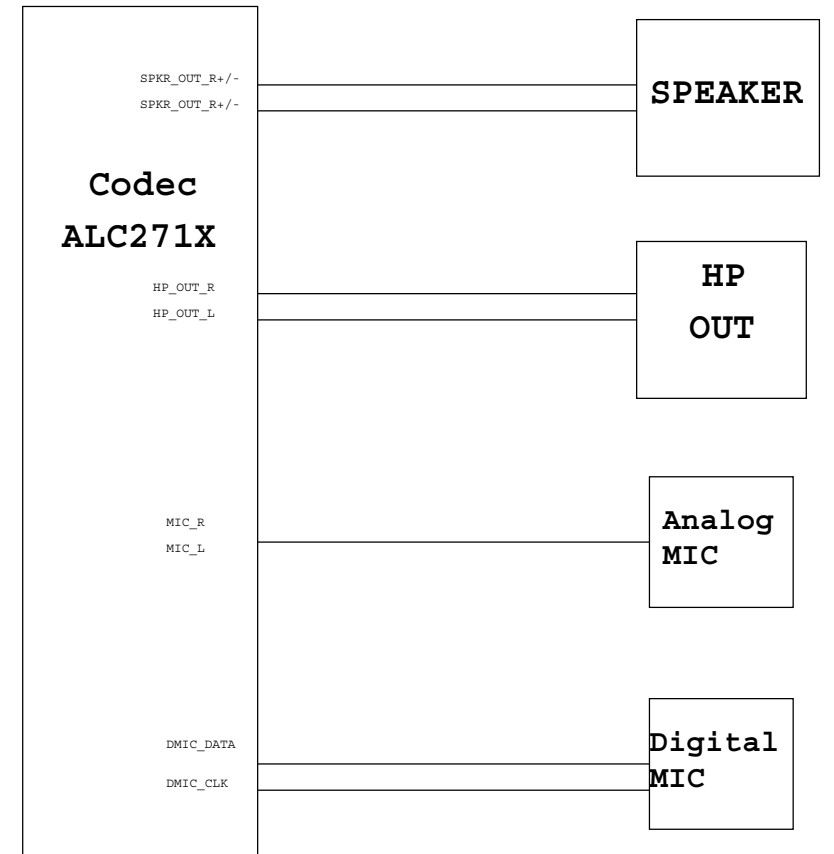 SPKR_OUT_R+/-
SPKR_OUT_R+/-
SPEAKER
Codec
ALC271X
HP_OUT_R
HP_OUT_L
HP
OUT
MIC_R
MIC_L
Analog
MIC
DMIC_DATA
DMIC_CLK
Digital
MIC